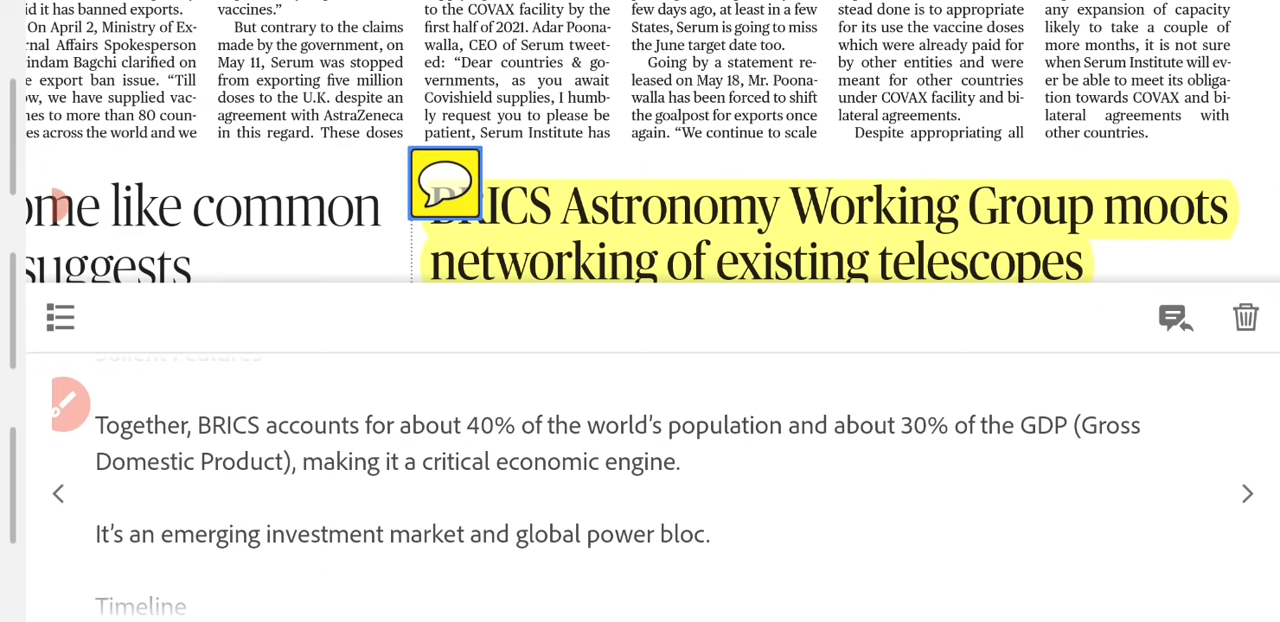 id it has banned exports.
On April 2, Ministry of Ex-
rnal Affairs Spokesperson
indam Bagchi clarified on
e export ban issue. “Till
w, we have supplied vac-
nes to more than 80 coun-
es across the world and we
vaccines.”
But contrary to the claims
made by the government, on
May 11, Serum was stopped
from exporting five million
doses to the U.K. despite an
agreement with AstraZeneca
in this regard. These doses
to the COVAX facility by the
first half of 2021. Adar Poona-
walla, CEO of Serum tweet-
ed: “Dear countries & go-
vernments, as you await
Covishield supplies, I humb-
ly request you to please be
patient, Serum Institute has
few days ago, at least in a few
States, Serum is going to miss
the June target date too.
Going by a statement re-
leased on May 18, Mr. Poona-
walla has been forced to shift
the goalpost for exports once
again. “We continue to scale
stead done is to appropriate
for its use the vaccine doses
which were already paid for
by other entities and were
meant for other countries
under COVAX facility and bi-
lateral agreements.
Despite appropriating all
any expansion of capacity
likely to take a couple of
more months, it is not sure
when Serum Institute will ev-
er be able to meet its obliga-
tion towards COVAX and bi-
lateral agreements with
other countries.
ome like common
suggests
BRICS Astronomy Working Group moots
networking of existing telescopes
Salient Features
Together, BRICS accounts for about 40% of the world’s population and about 30% of the GDP (Gross
Domestic Product), making it a critical economic engine.
It’s an emerging investment market and global power bloc.
Timeline